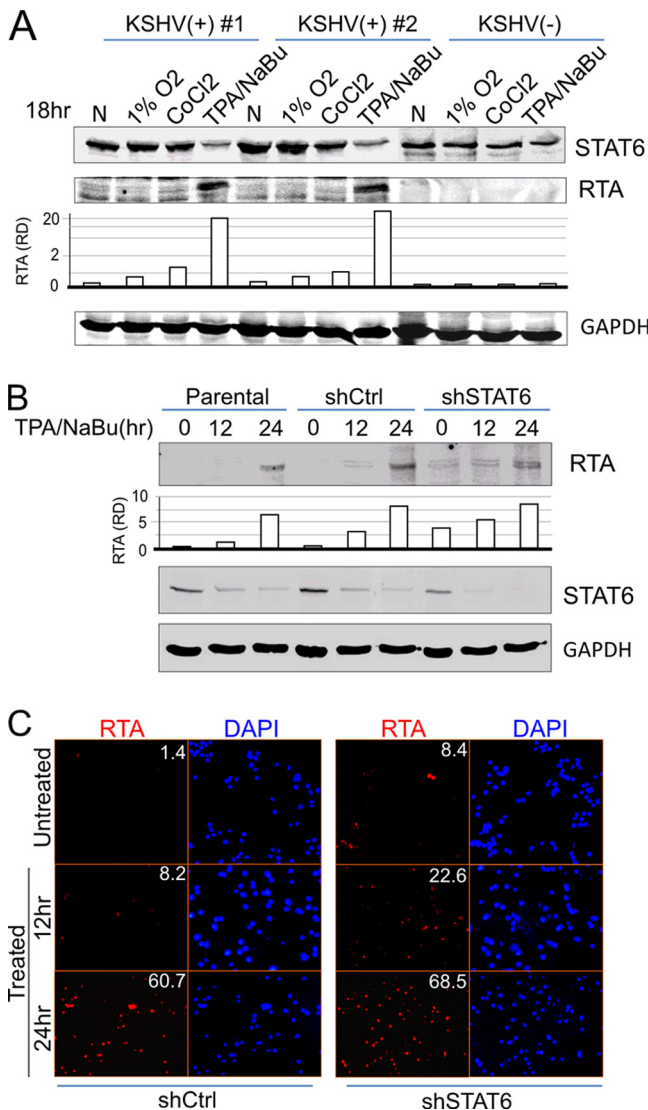 A
KSHV(+) #1 KSHV(+) #2 KSHV(-)
18hr N 1% O2 CoCl2 TPA/NaBu N 1% O2 CoCl2 TPA/NaBu N 1% O2 CoCl2 TPA/NaBu
STAT6
RTA
RTA (RD)
20
2
0
GAPDH
B
Parental shCtrl shSTAT6
TPA/NaBu(hr) 0 12 24 0 12 24 0 12 24
RTA
RTA (RD)
10
5
0
STAT6
GAPDH
C
RTA DAPI RTA DAPI
Untreated 1.4 8.4
Treated
12hr 8.2 22.6
24hr 60.7 68.5
shCtrl shSTAT6